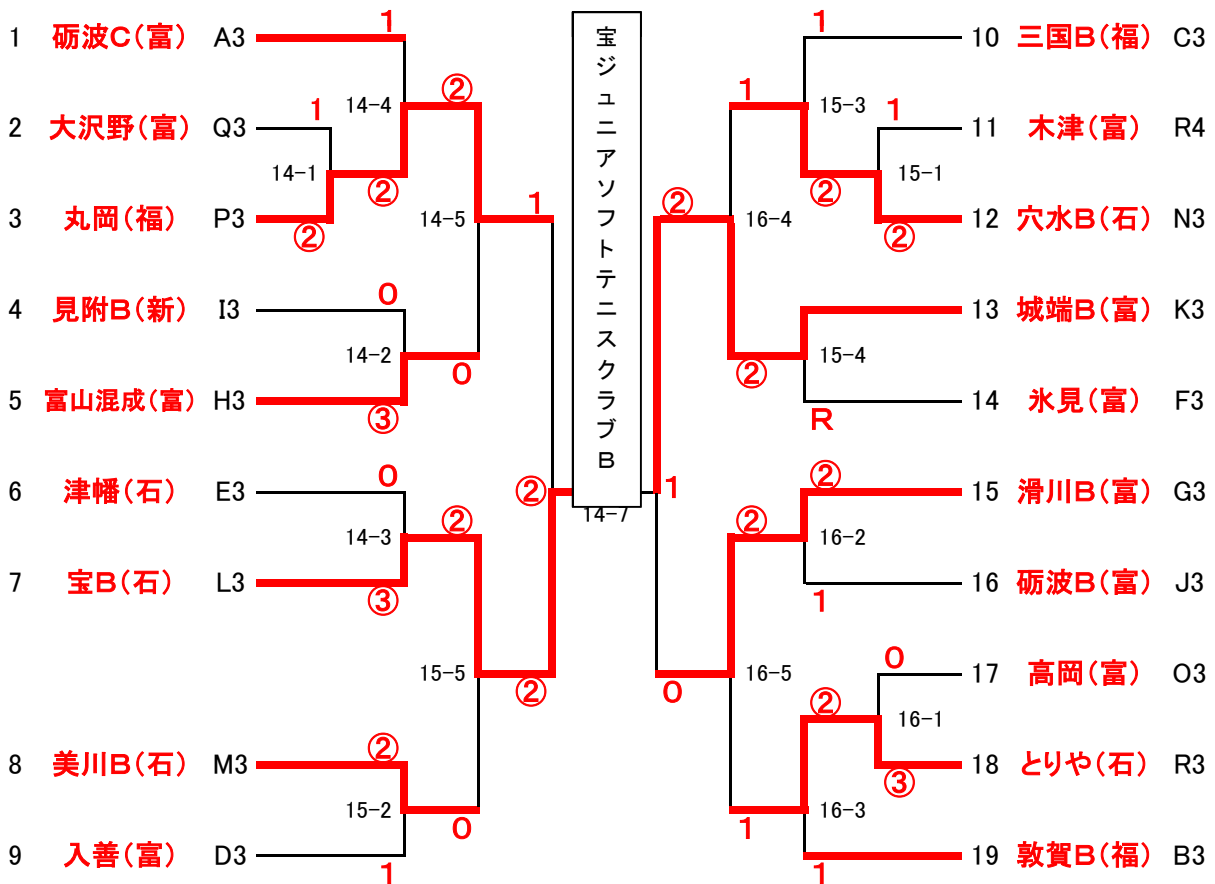 1 砺波C(富) A3
2 大沢野(富) Q3
3 丸岡(福) P3
4 見附B(新) I3
5 富山混成(富) H3
6 津幡(石) E3
7 宝B(石) L3
8 美川B(石) M3
9 入善(富) D3
1
14-4
②
1
14-1
②
②
14-5
1
0
14-2
0
③
0
②
②
14-3
③
15-5
②
②
15-2
0
1
宝ジュニアソフトテニスクラブB
14-7
1
1
15-3
1
②
15-1
②
②
16-4
②
15-4
R
1
②
②
16-2
1
0
16-5
0
②
16-1
③
1
16-3
1
10 三国B(福) C3
11 木津(富) R4
12 穴水B(石) N3
13 城端B(富) K3
14 氷見(富) F3
15 滑川B(富) G3
16 砺波B(富) J3
17 高岡(富) O3
18 とりや(石) R3
19 敦賀B(福) B3